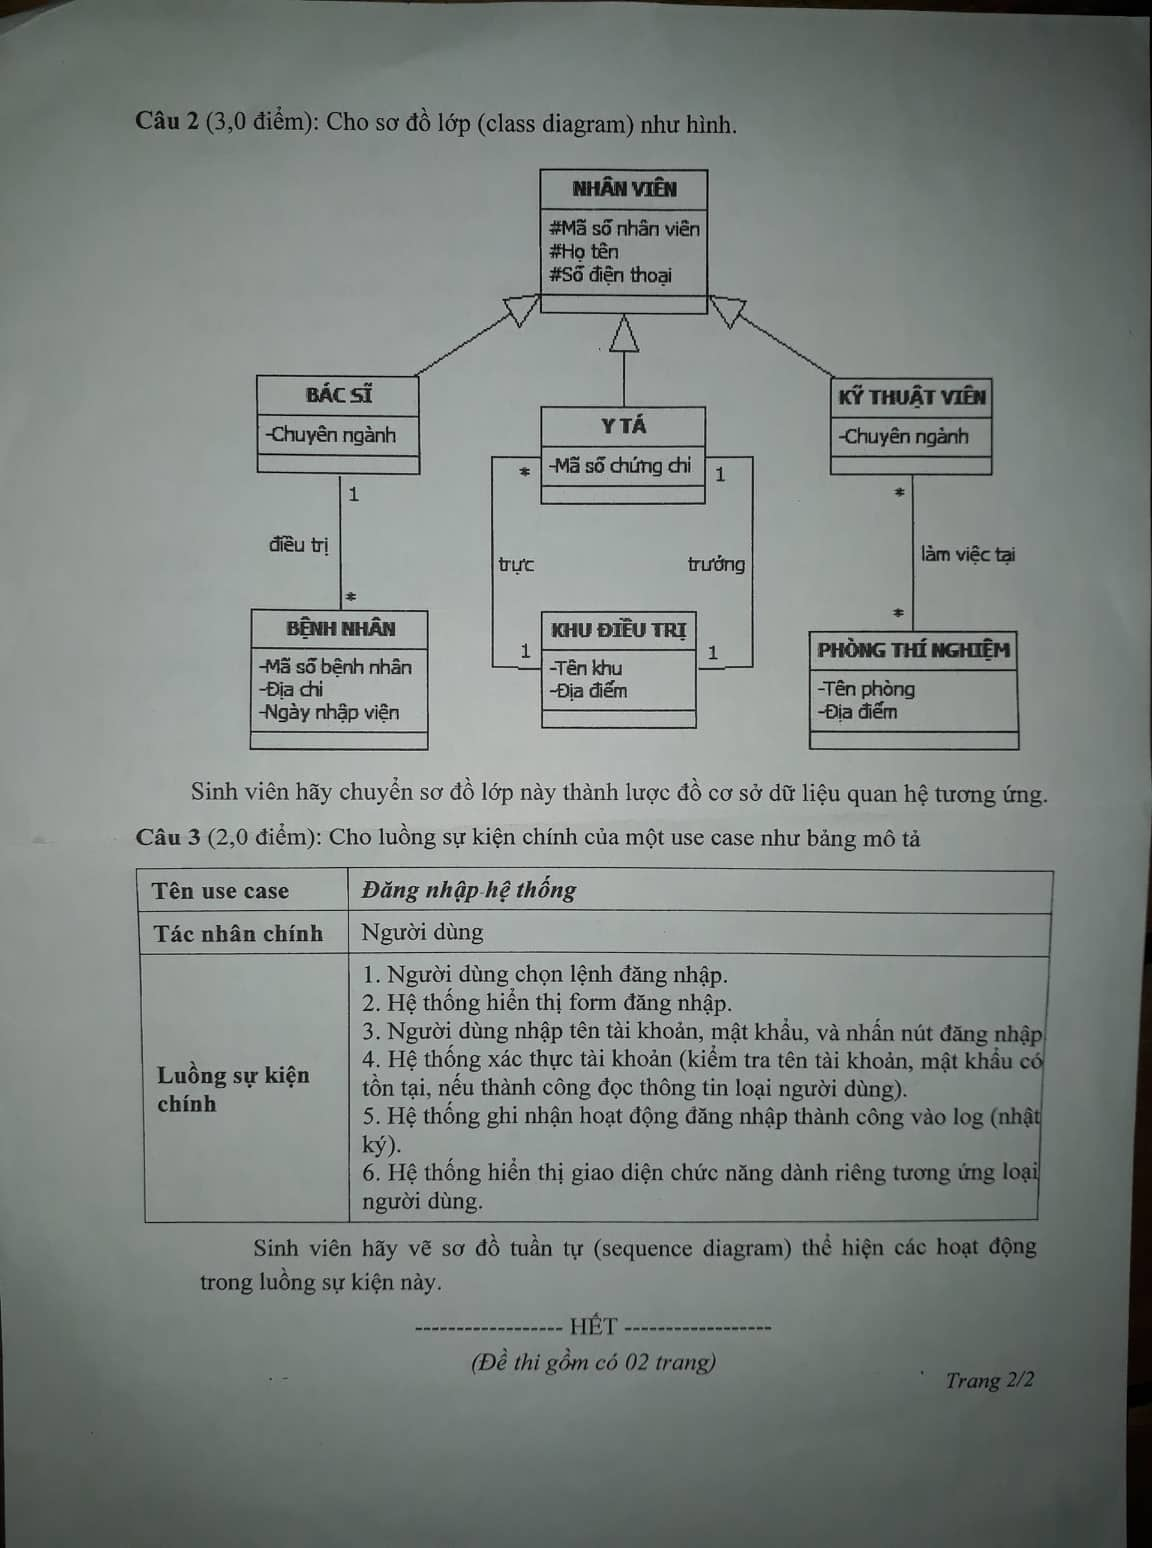 Câu 2 (3,0 điểm): Cho sơ đồ lớp (class diagram) như hình.
NHÂN VIÊN
#Mã số nhân viên
#Họ tên
#Số điện thoại
BÁC SĨ
-Chuyên ngành
Y TÁ
-Mã số chứng chỉ
KỸ THUẬT VIÊN
-Chuyên ngành
1
*
1
*
điều trị
trực
trưởng
làm việc tại
*
1
1
*
BỆNH NHÂN
-Mã số bệnh nhân
-Địa chỉ
-Ngày nhập viện
KHU ĐIỀU TRỊ
-Tên khu
-Địa điểm
PHÒNG THÍ NGHIỆM
-Tên phòng
-Địa điểm
Sinh viên hãy chuyển sơ đồ lớp này thành lược đồ cơ sở dữ liệu quan hệ tương ứng.
Câu 3 (2,0 điểm): Cho luồng sự kiện chính của một use case như bảng mô tả
Tên use case
Đăng nhập hệ thống
Tác nhân chính
Người dùng
Luồng sự kiện
chính
1. Người dùng chọn lệnh đăng nhập.
2. Hệ thống hiển thị form đăng nhập.
3. Người dùng nhập tên tài khoản, mật khẩu, và nhấn nút đăng nhập
4. Hệ thống xác thực tài khoản (kiểm tra tên tài khoản, mật khẩu có
tồn tại, nếu thành công đọc thông tin loại người dùng).
5. Hệ thống ghi nhận hoạt động đăng nhập thành công vào log (nhật
ký).
6. Hệ thống hiển thị giao diện chức năng dành riêng tương ứng loại
người dùng.
Sinh viên hãy vẽ sơ đồ tuần tự (sequence diagram) thể hiện các hoạt động
trong luồng sự kiện này.
------------------ HẾT ------------------
(Đề thi gồm có 02 trang)
Trang 2/2